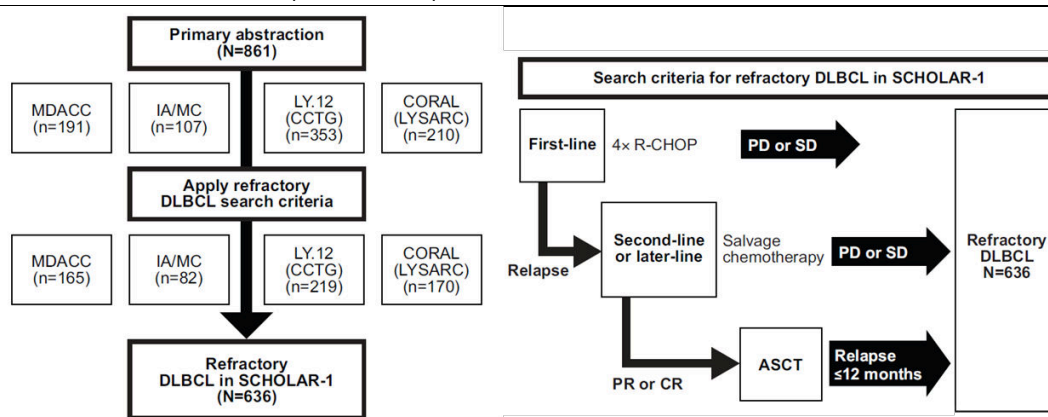 Primary abstraction
(N=861)
MDACC
(n=191)
IA/MC
(n=107)
LY.12
(CCTG)
(n=353)
CORAL
(LYSARC)
(n=210)
Apply refractory
DLBCL search criteria
MDACC
(n=165)
IA/MC
(n=82)
LY.12
(CCTG)
(n=219)
CORAL
(LYSARC)
(n=170)
Refractory
DLBCL in SCHOLAR-1
(N=636)
Search criteria for refractory DLBCL in SCHOLAR-1
First-line
4× R-CHOP
PD or SD
Relapse
Second-line
or later-line
Salvage
chemotherapy
PD or SD
PR or CR
ASCT
Relapse
≤12 months
Refractory
DLBCL
N=636